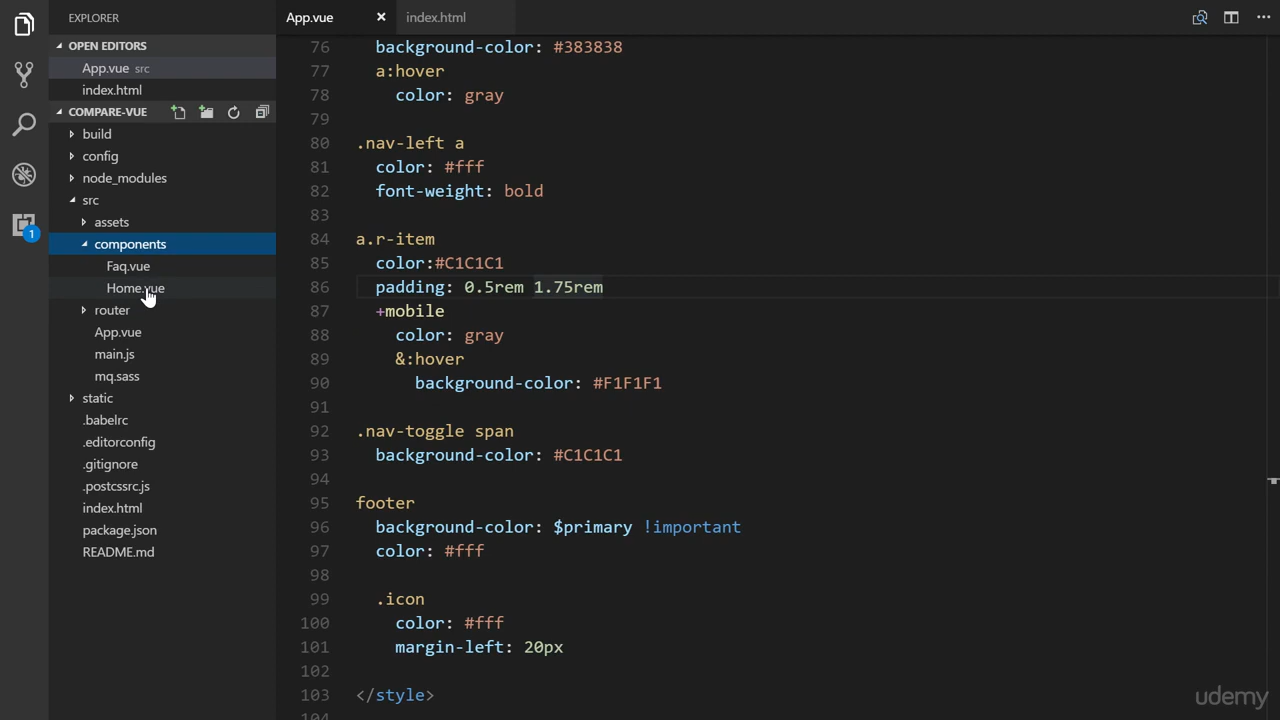 EXPLORER
OPEN EDITORS
App.vue src
index.html
COMPARE-VUE
build
config
node_modules
src
assets
components
Faq.vue
Home.vue
router
App.vue
main.js
mq.sass
static
.babelrc
.editorconfig
.gitignore
.postcssrc.js
index.html
package.json
README.md
1
App.vue index.html
76 background-color: #383838
77 a:hover
78 color: gray
79
80 .nav-left a
81 color: #fff
82 font-weight: bold
83
84 a.r-item
85 color:#C1C1C1
86 padding: 0.5rem 1.75rem
87 +mobile
88 color: gray
89 &:hover
90 background-color: #F1F1F1
91
92 .nav-toggle span
93 background-color: #C1C1C1
94
95 footer
96 background-color: $primary !important
97 color: #fff
98
99 .icon
100 color: #fff
101 margin-left: 20px
102
103 </style>
104
udemy